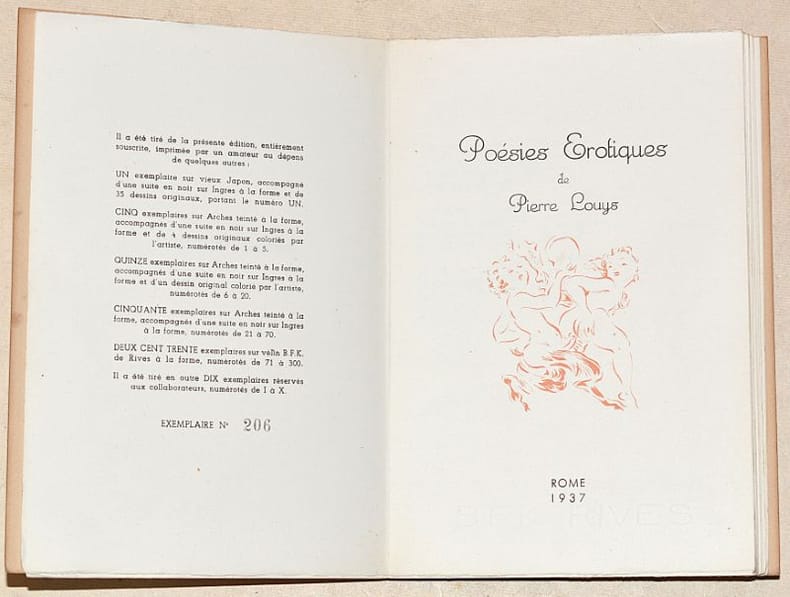 Il a été tiré de la présente édition, entièrement
souscrite, imprimée par un amateur au dépens
de quelques autres :
UN exemplaire sur vieux Japon, accompagné
d'une suite en noir sur Ingres à la forme et de
35 dessins originaux, portant le numéro UN.
CINQ exemplaires sur Arches teinté à la forme,
accompagnés d'une suite en noir sur Ingres à la
forme et de 4 dessins originaux coloriés par
l'artiste, numérotés de 1 à 5.
QUINZE exemplaires sur Arches teinté à la forme,
accompagnés d'une suite en noir sur Ingres à la
forme et d'un dessin original colorié par l'artiste,
numérotés de 6 à 20.
CINQUANTE exemplaires sur Arches teinté à la
forme, accompagnés d'une suite en noir sur Ingres
à la forme, numérotés de 21 à 70.
DEUX CENT TRENTE exemplaires sur vélin B.F.K.
de Rives à la forme, numérotés de 71 à 300.
Il a été tiré en outre DIX exemplaires réservés
aux collaborateurs, numérotés de I à X.
EXEMPLAIRE N° 206
Poésies Erotiques
de
Pierre Louys
ROME
1937
RIVES